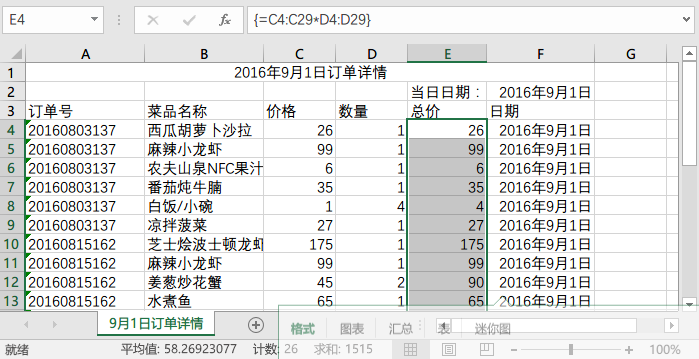 E4 fx {=C4:C29*D4:D29}
A B C D E F G
1 2016年9月1日订单详情
2 当日日期： 2016年9月1日
3 订单号 菜品名称 价格 数量 总价 日期
4 20160803137 西瓜胡萝卜沙拉 26 1 26 2016年9月1日
5 20160803137 麻辣小龙虾 99 1 99 2016年9月1日
6 20160803137 农夫山泉NFC果汁 6 1 6 2016年9月1日
7 20160803137 番茄炖牛腩 35 1 35 2016年9月1日
8 20160803137 白饭/小碗 1 4 4 2016年9月1日
9 20160803137 凉拌菠菜 27 1 27 2016年9月1日
10 20160815162 芝士烩波士顿龙虾 175 1 175 2016年9月1日
11 20160815162 麻辣小龙虾 99 1 99 2016年9月1日
12 20160815162 姜葱炒花蟹 45 2 90 2016年9月1日
13 20160815162 水煮鱼 65 1 65 2016年9月1日
9月1日订单详情 格式 图表 汇总 表 迷你图
就绪 平均值: 58.26923077 计数: 26 求和: 1515 100%